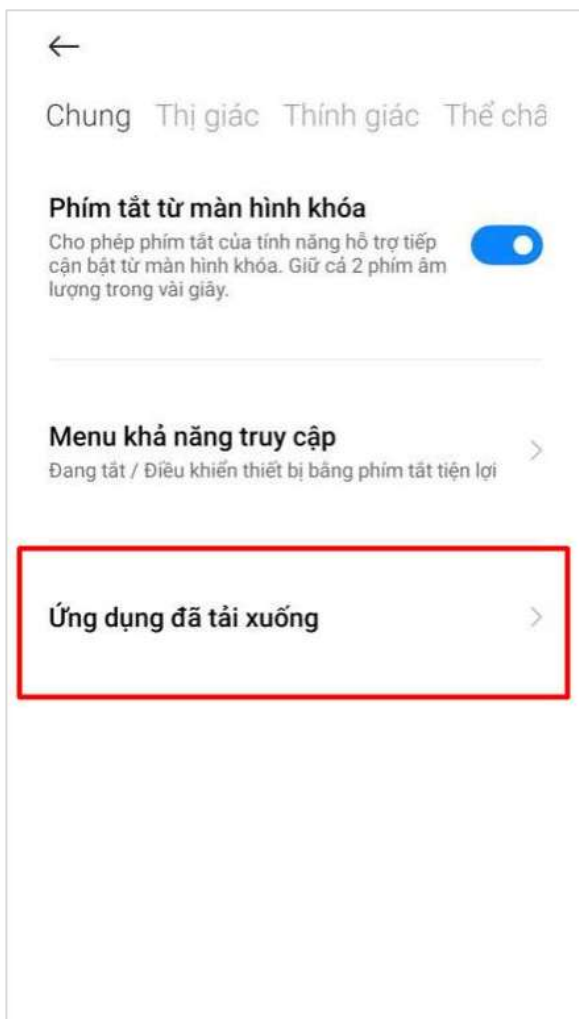 Chung Thị giác Thính giác Thể châ
Phím tắt từ màn hình khóa
Cho phép phím tắt của tính năng hỗ trợ tiếp
cận bật từ màn hình khóa. Giữ cả 2 phím âm
lượng trong vài giây.
Menu khả năng truy cập
Đang tắt / Điều khiển thiết bị bằng phím tắt tiện lợi
Ứng dụng đã tải xuống